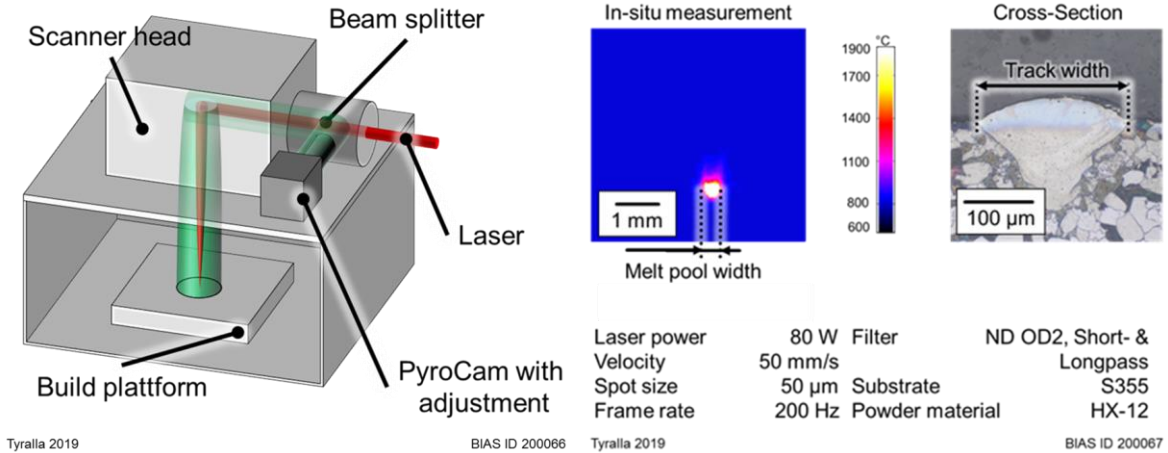 Scanner head
Beam splitter
Laser
PyroCam with
adjustment
Build plattform
Tyralla 2019
BIAS ID 200066
In-situ measurement
°C
1900
1700
1400
1100
800
600
1 mm
Melt pool width
Cross-Section
Track width
100 µm
Laser power 80 W Filter ND OD2, Short- &
Velocity 50 mm/s Longpass
Spot size 50 µm Substrate S355
Frame rate 200 Hz Powder material HX-12
Tyralla 2019
BIAS ID 200067